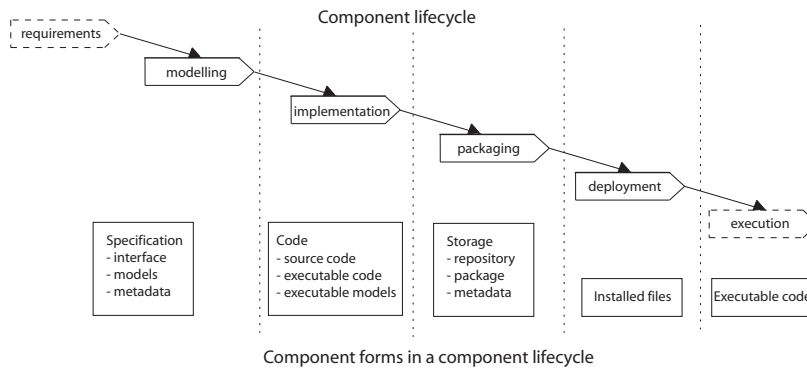 Component lifecycle
requirements
modelling
implementation
packaging
deployment
execution
Specification
- interface
- models
- metadata
Code
- source code
- executable code
- executable models
Storage
- repository
- package
- metadata
Installed files
Executable code
Component forms in a component lifecycle